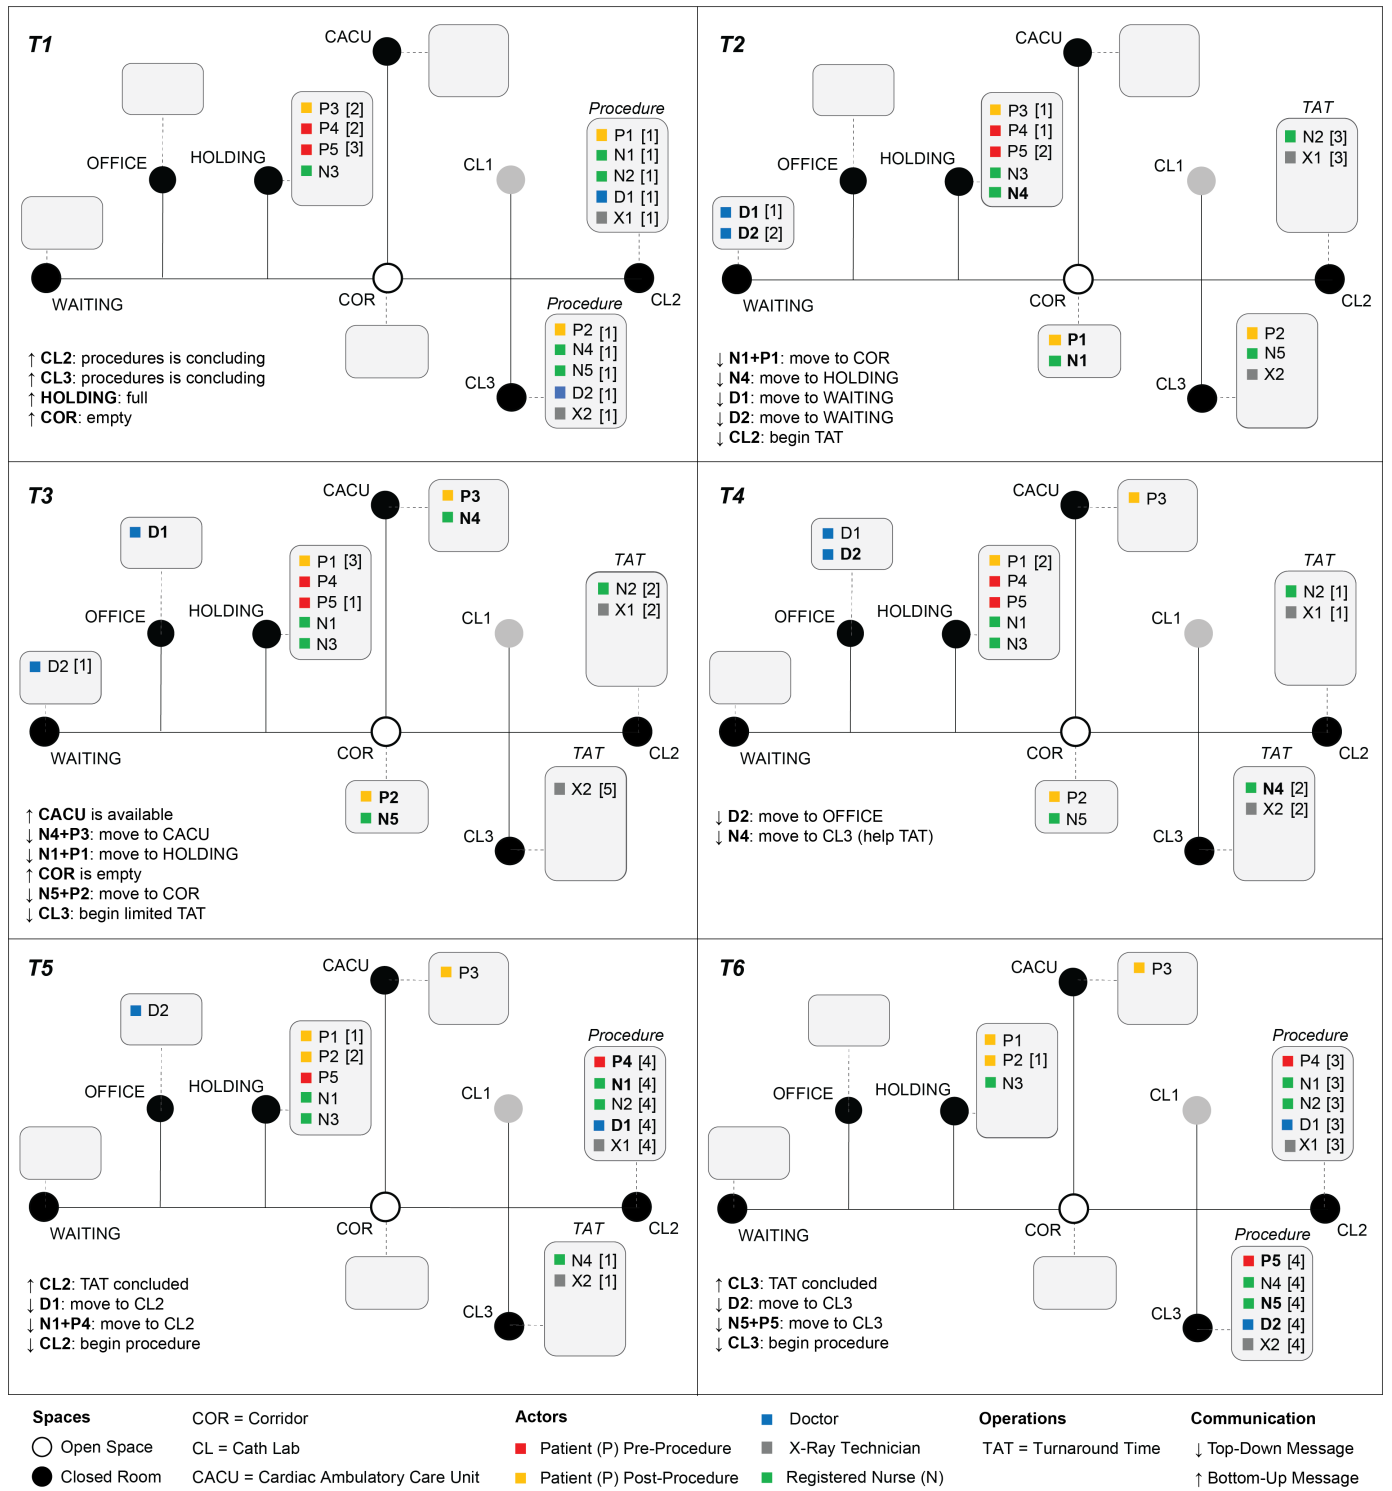 T1
CACU
OFFICE
HOLDING
P3 [2]
P4 [2]
P5 [3]
N3
CL1
Procedure
P1 [1]
N1 [1]
N2 [1]
D1 [1]
X1 [1]
WAITING
COR
CL2
Procedure
P2 [1]
N4 [1]
N5 [1]
D2 [1]
X2 [1]
CL3
↑ CL2: procedures is concluding
↑ CL3: procedures is concluding
↑ HOLDING: full
↑ COR: empty
T2
CACU
OFFICE
HOLDING
P3 [1]
P4 [1]
P5 [2]
N3
N4
CL1
TAT
N2 [3]
X1 [3]
D1 [1]
D2 [2]
WAITING
COR
CL2
P1
N1
P2
N5
X2
CL3
↓ N1+P1: move to COR
↓ N4: move to HOLDING
↓ D1: move to WAITING
↓ D2: move to WAITING
↓ CL2: begin TAT
T3
CACU
P3
N4
D1
OFFICE
HOLDING
P1 [3]
P4
P5 [1]
N1
N3
CL1
TAT
N2 [2]
X1 [2]
D2 [1]
WAITING
COR
CL2
P2
N5
TAT
X2 [5]
CL3
↑ CACU is available
↓ N4+P3: move to CACU
↓ N1+P1: move to HOLDING
↑ COR is empty
↓ N5+P2: move to COR
↓ CL3: begin limited TAT
T4
CACU
P3
D1
D2
OFFICE
HOLDING
P1 [2]
P4
P5
N1
N3
CL1
TAT
N2 [1]
X1 [1]
WAITING
COR
CL2
P2
N5
TAT
N4 [2]
X2 [2]
CL3
↓ D2: move to OFFICE
↓ N4: move to CL3 (help TAT)
T5
CACU
P3
D2
OFFICE
HOLDING
P1 [1]
P2 [2]
P5
N1
N3
CL1
Procedure
P4 [4]
N1 [4]
N2 [4]
D1 [4]
X1 [4]
WAITING
COR
CL2
TAT
N4 [1]
X2 [1]
CL3
↑ CL2: TAT concluded
↓ D1: move to CL2
↓ N1+P4: move to CL2
↓ CL2: begin procedure
T6
CACU
P3
OFFICE
HOLDING
P1
P2 [1]
N3
CL1
Procedure
P4 [3]
N1 [3]
N2 [3]
D1 [3]
X1 [3]
WAITING
COR
CL2
Procedure
P5 [4]
N4 [4]
N5 [4]
D2 [4]
X2 [4]
CL3
↑ CL3: TAT concluded
↓ D2: move to CL3
↓ N5+P5: move to CL3
↓ CL3: begin procedure
Spaces
Open Space
Closed Room
COR = Corridor
CL = Cath Lab
CACU = Cardiac Ambulatory Care Unit
Actors
Patient (P) Pre-Procedure
Patient (P) Post-Procedure
Doctor
X-Ray Technician
Registered Nurse (N)
Operations
TAT = Turnaround Time
Communication
↓ Top-Down Message
↑ Bottom-Up Message